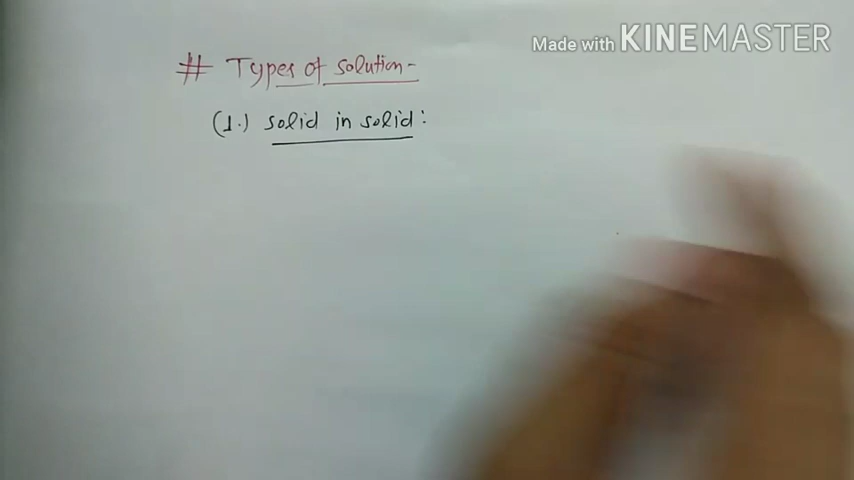 Made with KINEMASTER
# Types of solution-
(1.) solid in solid: